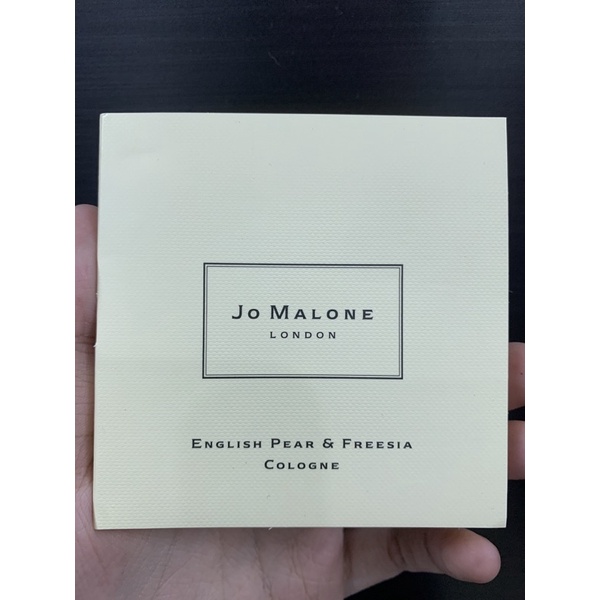 Jo Malone
LONDON
English Pear & Freesia
Cologne